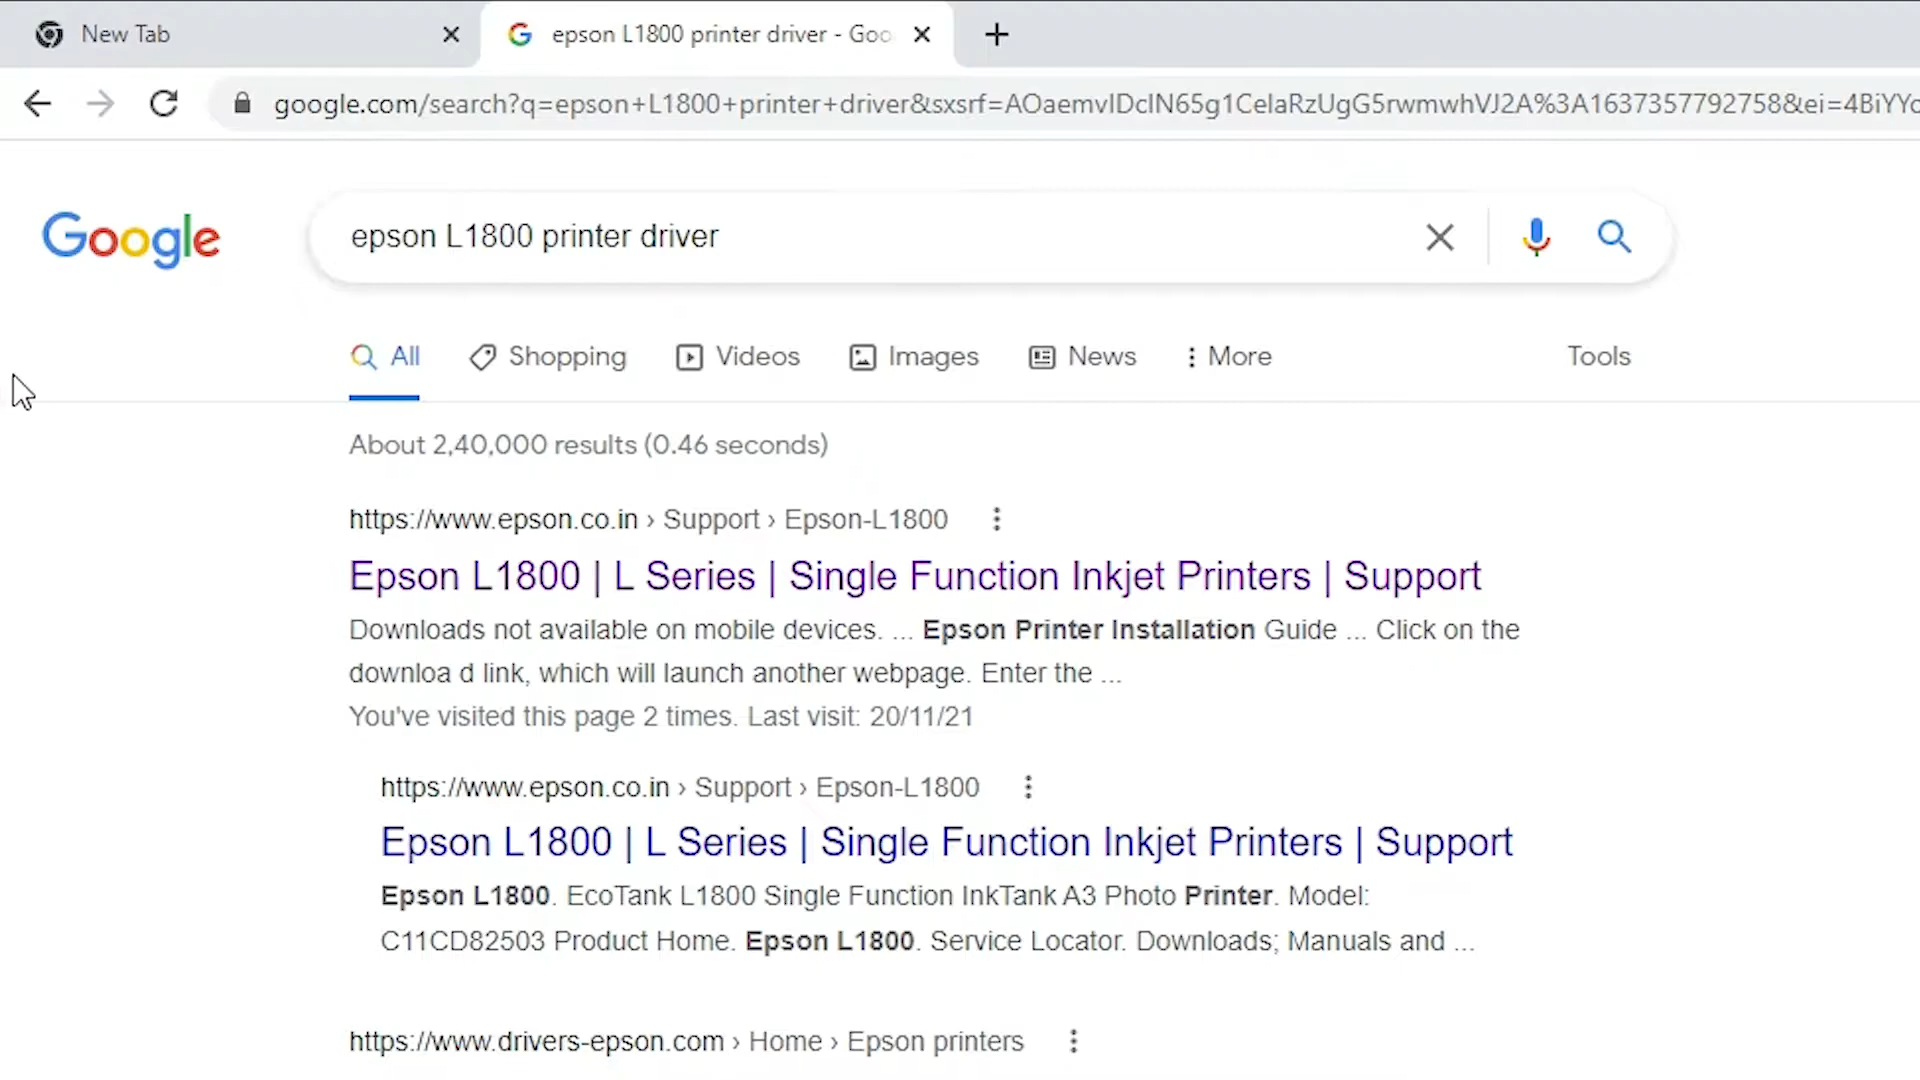 New Tab
epson L1800 printer driver - Goo
google.com/search?q=epson+L1800+printer+driver&sxsrf=AOaemvIDcIN65g1CelaRzUgG5rwmwhVJ2A%3A1637357792758&ei=4BiYYc
Google
epson L1800 printer driver
All
Shopping
Videos
Images
News
More
Tools
About 2,40,000 results (0.46 seconds)
https://www.epson.co.in › Support › Epson-L1800
Epson L1800 | L Series | Single Function Inkjet Printers | Support
Downloads not available on mobile devices. ... Epson Printer Installation Guide ... Click on the
downloa d link, which will launch another webpage. Enter the ...
You've visited this page 2 times. Last visit: 20/11/21
https://www.epson.co.in › Support › Epson-L1800
Epson L1800 | L Series | Single Function Inkjet Printers | Support
Epson L1800. EcoTank L1800 Single Function InkTank A3 Photo Printer. Model:
C11CD82503 Product Home. Epson L1800. Service Locator. Downloads; Manuals and ...
https://www.drivers-epson.com › Home › Epson printers